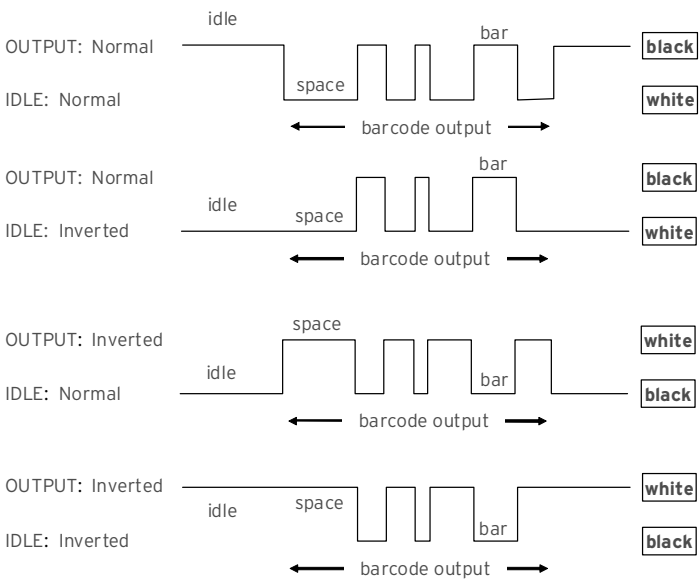 idle
OUTPUT: Normal bar black
IDLE: Normal space white
barcode output
OUTPUT: Normal bar black
idle
IDLE: Inverted space white
barcode output
space
OUTPUT: Inverted white
idle
IDLE: Normal bar black
barcode output
OUTPUT: Inverted white
idle space
IDLE: Inverted bar black
barcode output